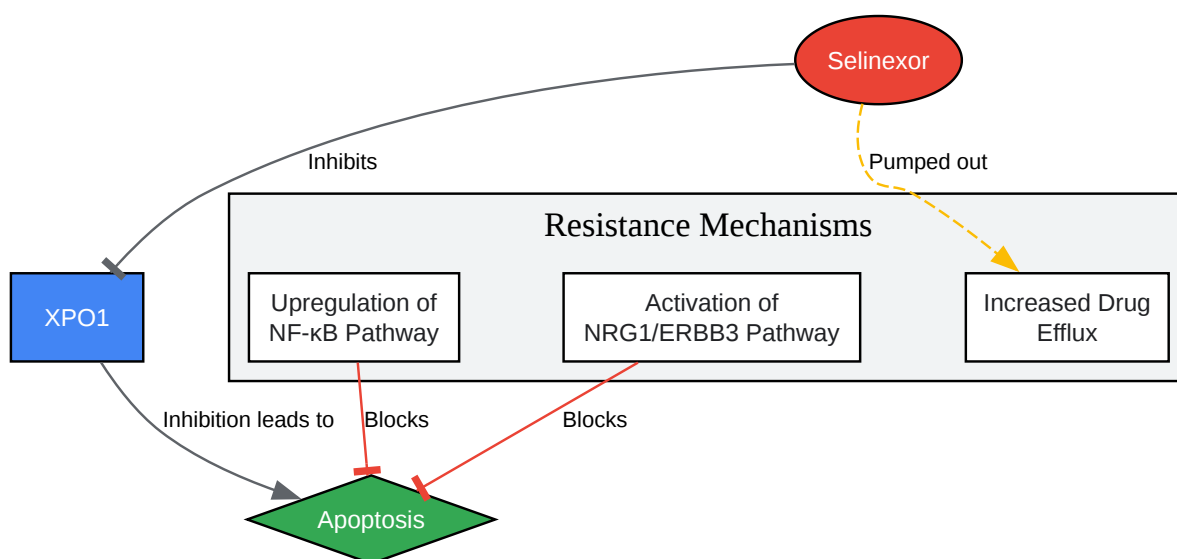 Selinexor
Inhibits
Pumped out
Resistance Mechanisms
XPO1
Upregulation of
NF-κB Pathway
Activation of
NRG1/ERBB3 Pathway
Increased Drug
Efflux
Inhibition leads to
Blocks
Blocks
Apoptosis